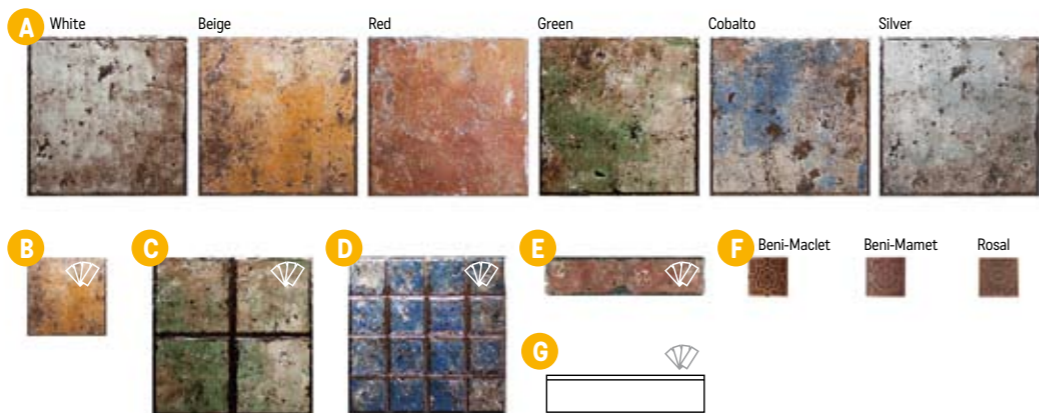 A
White Beige Red Green Cobalto Silver
B C D E F Beni-Maclet Beni-Mamet Rosal
G